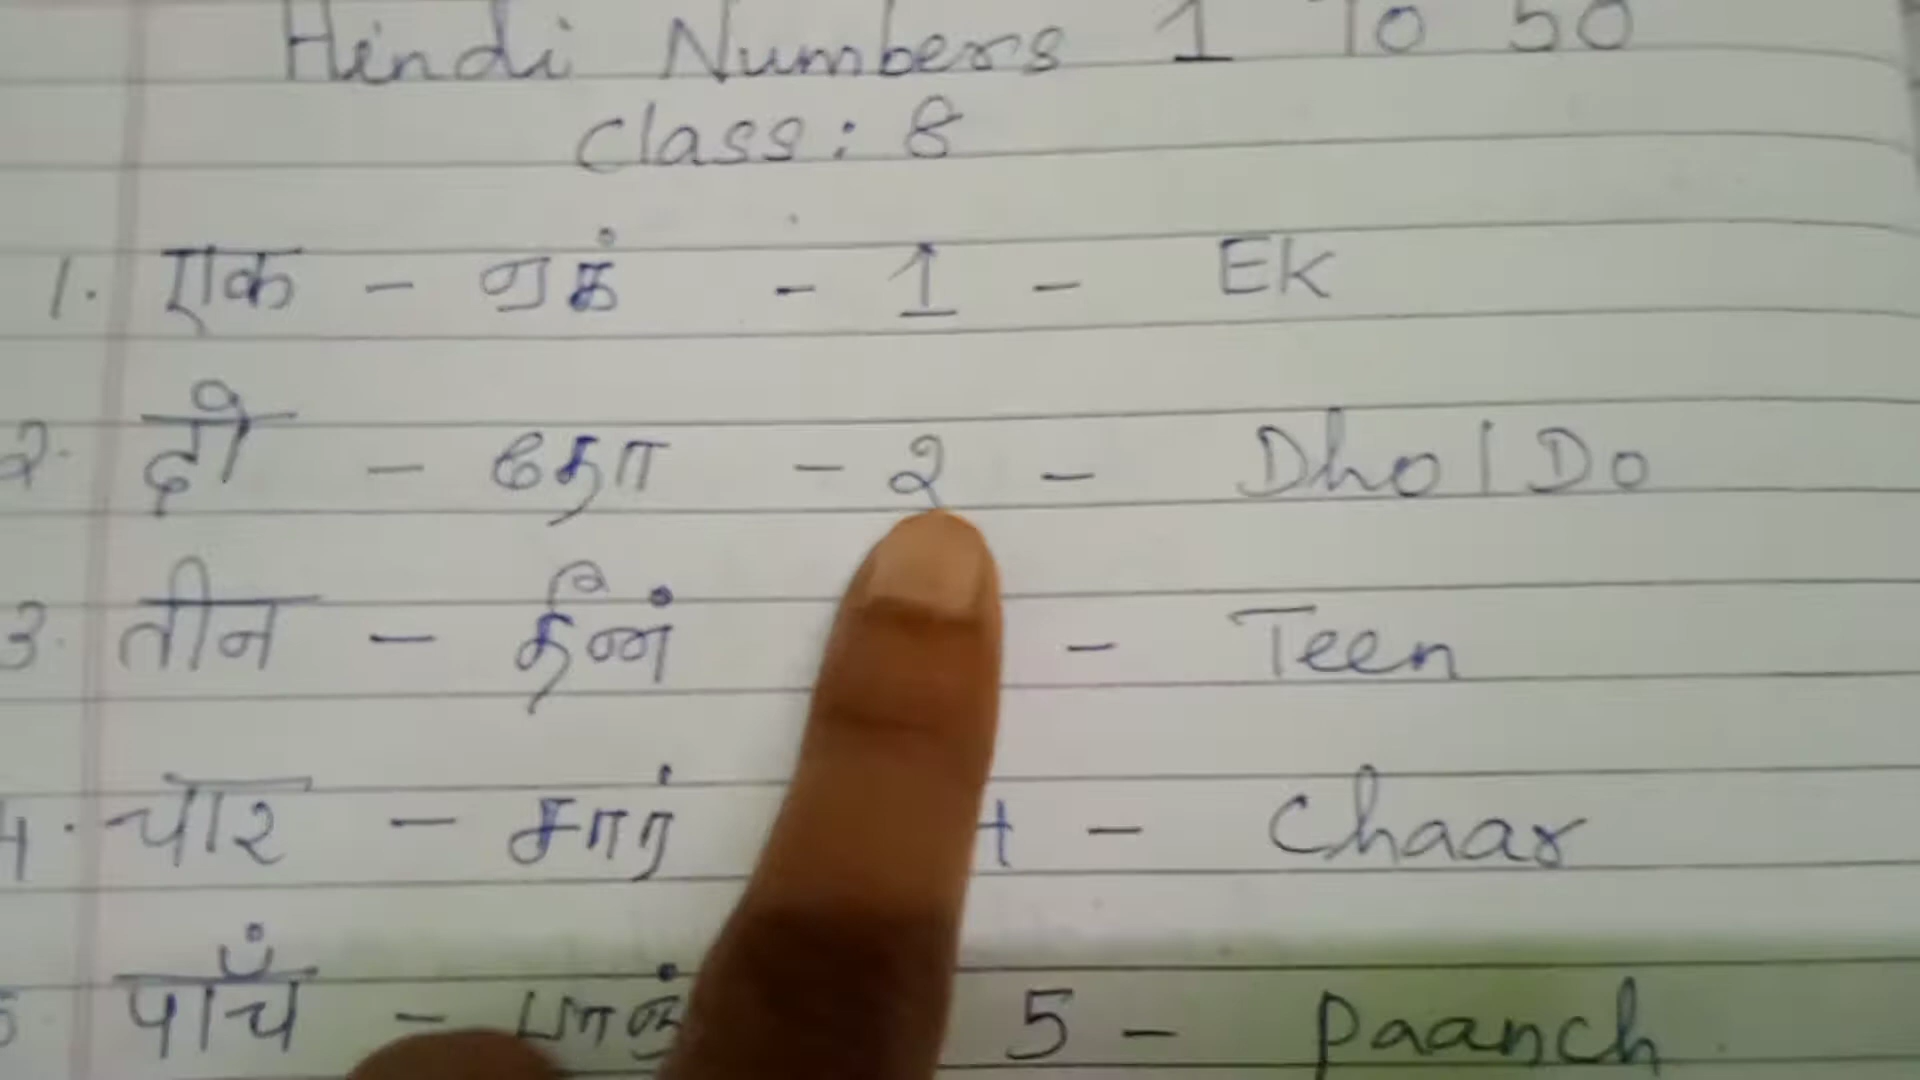 Hindi Numbers 1 To 50
Class: 8
1. एक - ஏக் - 1 - Ek
2. दो - தோ - 2 - Dho/Do
3. तीन - தீன் - Teen
4. चार - சார் - Chaar
पाँच - 5 - Paanch